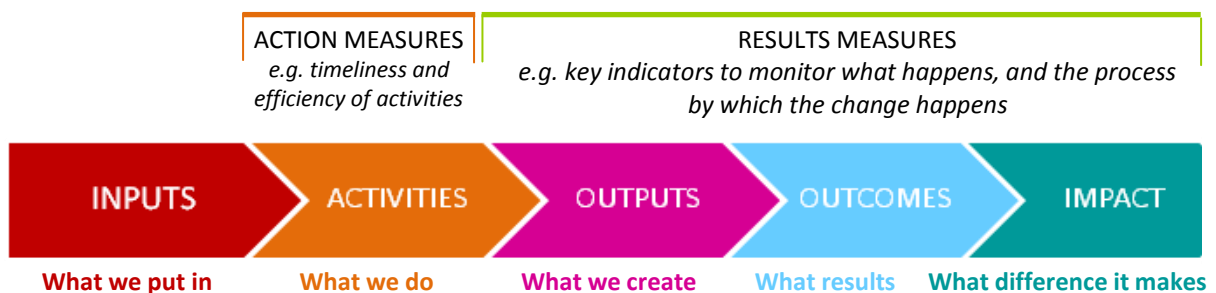 ACTION MEASURES
e.g. timeliness and
efficiency of activities
RESULTS MEASURES
e.g. key indicators to monitor what happens, and the process
by which the change happens
INPUTS
ACTIVITIES
OUTPUTS
OUTCOMES
IMPACT
What we put in
What we do
What we create
What results
What difference it makes